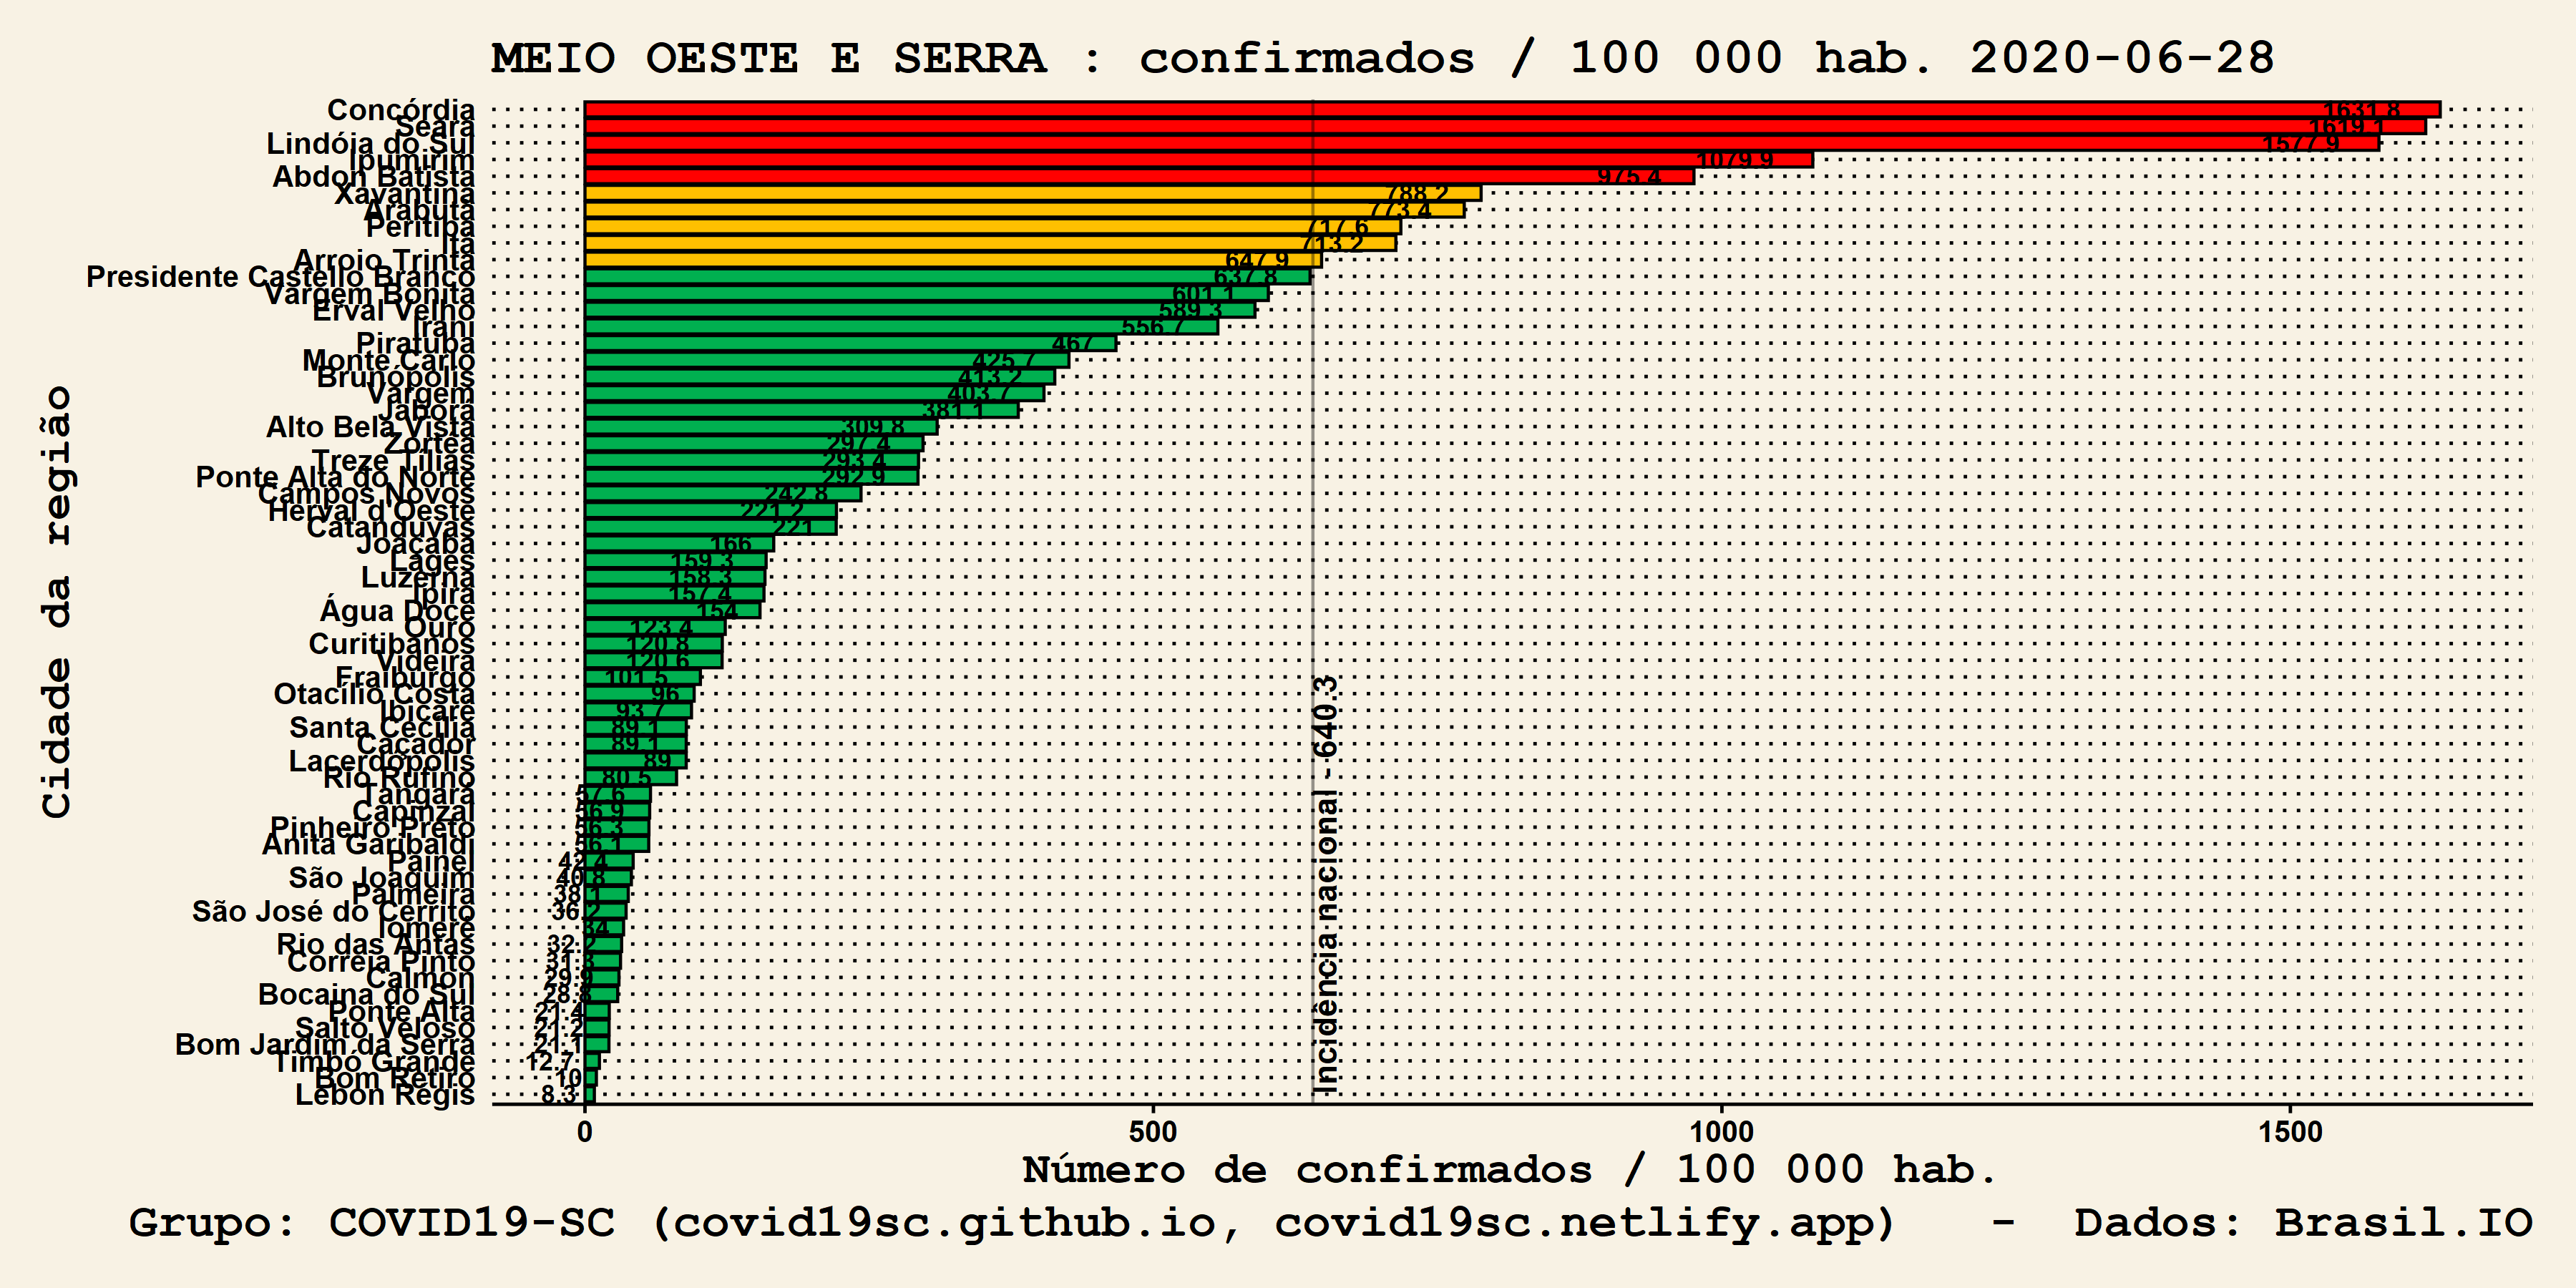 MEIO OESTE E SERRA : confirmados / 100 000 hab. 2020-06-28
Cidade da região
Concórdia 1631.8
Seara 1619.1
Lindóia do Sul 1577.9
Ipumirim 1079.9
Abdon Batista 975.4
Xavantina 788.2
Arabutã 773.4
Peritiba 717.6
Itá 713.2
Arroio Trinta 647.9
Presidente Castello Branco 637.8
Vargem Bonita 601.1
Erval Velho 589.3
Irani 556.7
Piratuba 467
Monte Carlo 425.7
Brunópolis 413.2
Vargem 403.7
Jaborá 381.1
Alto Bela Vista 309.8
Zortéa 297.4
Treze Tílias 293.4
Ponte Alta do Norte 292.9
Campos Novos 242.8
Herval d'Oeste 221.2
Catanduvas 221
Joaçaba 166
Lages 159.3
Luzerna 158.3
Ipira 157.4
Água Doce 154
Ouro 123.4
Curitibanos 120.8
Videira 120.6
Fraiburgo 101.5
Otacílio Costa 96
Ibicaré 93.7
Santa Cecília 89.1
Caçador 89.1
Lacerdópolis 89
Rio Rufino 80.5
Tangará 57.6
Capinzal 56.9
Pinheiro Preto 56.3
Anita Garibaldi 56.1
Painel 42.4
São Joaquim 40.8
Palmeira 38.1
São José do Cerrito 36.2
Iomerê 34
Rio das Antas 32.2
Correia Pinto 31.3
Calmon 29.9
Bocaina do Sul 28.8
Ponte Alta 21.4
Salto Veloso 21.2
Bom Jardim da Serra 21.1
Timbó Grande 12.7
Bom Retiro 10
Lebon Régis 8.3
Incidência nacional - 640.3
0 500 1000 1500
Número de confirmados / 100 000 hab.
Grupo: COVID19-SC (covid19sc.github.io, covid19sc.netlify.app) - Dados: Brasil.IO